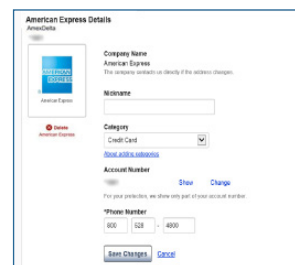 American Express Details
AmexDelta
AMERICAN
EXPRESS
American Express
Delete
American Express
Company Name
American Express
The company contacts us directly if the address changes.
Nickname
Category
Credit Card
About adding categories
Account Number
Show Change
For your protection, we show only part of your account number.
*Phone Number
800 528 - 4800
Save Changes Cancel